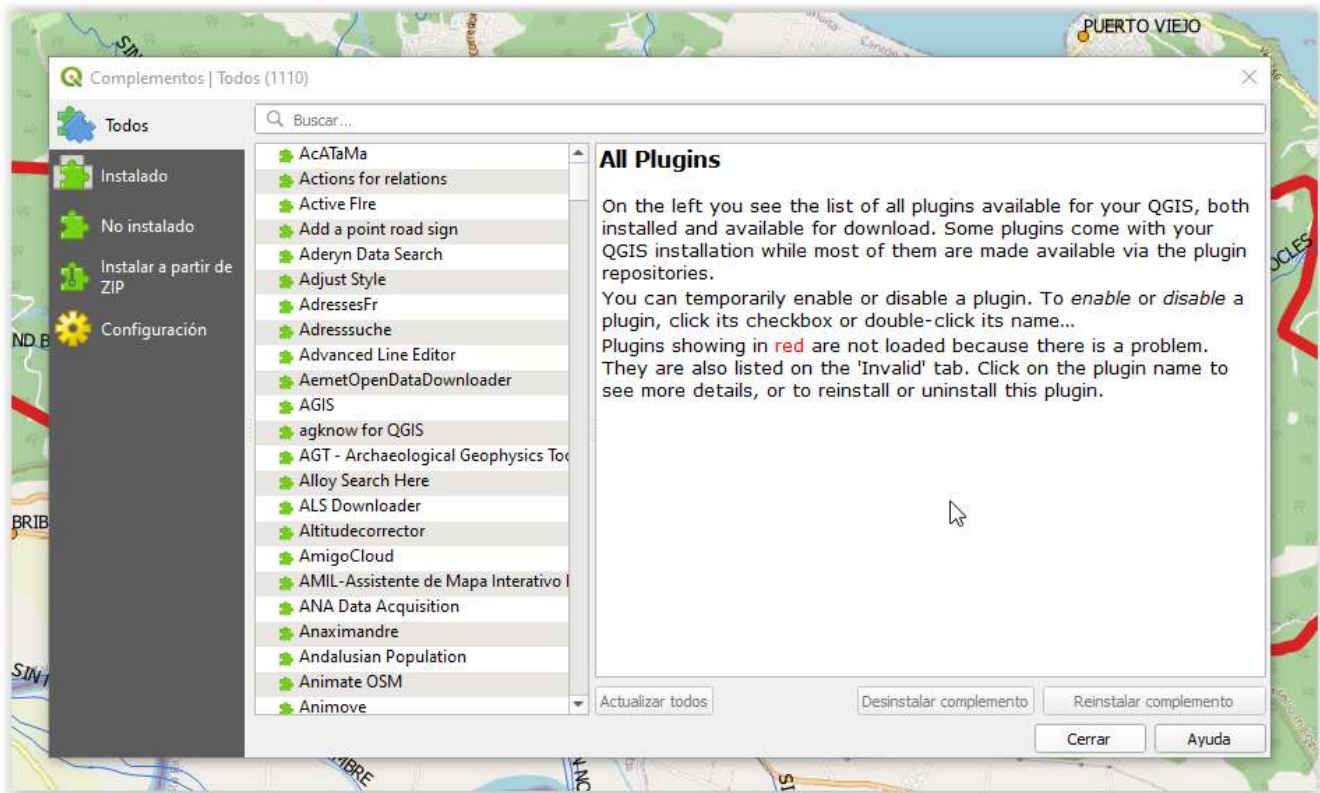 PUERTO VIEJO
Complementos | Todos (1110)
Todos
Instalado
No instalado
Instalar a partir de
ZIP
Configuración
Buscar...
AcATaMa
Actions for relations
Active FIre
Add a point road sign
Aderyn Data Search
Adjust Style
AdressesFr
Adresssuche
Advanced Line Editor
AemetOpenDataDownloader
AGIS
agknow for QGIS
AGT - Archaeological Geophysics Too
Alloy Search Here
ALS Downloader
Altitudecorrector
AmigoCloud
AMIL-Assistente de Mapa Interativo
ANA Data Acquisition
Anaximandre
Andalusian Population
Animate OSM
Animove
All Plugins
On the left you see the list of all plugins available for your QGIS, both
installed and available for download. Some plugins come with your
QGIS installation while most of them are made available via the plugin
repositories.
You can temporarily enable or disable a plugin. To enable or disable a
plugin, click its checkbox or double-click its name...
Plugins showing in red are not loaded because there is a problem.
They are also listed on the 'Invalid' tab. Click on the plugin name to
see more details, or to reinstall or uninstall this plugin.
Actualizar todos
Desinstalar complemento
Reinstalar complemento
Cerrar
Ayuda
OCLES
ND B
BRIB
SIN
MBRE